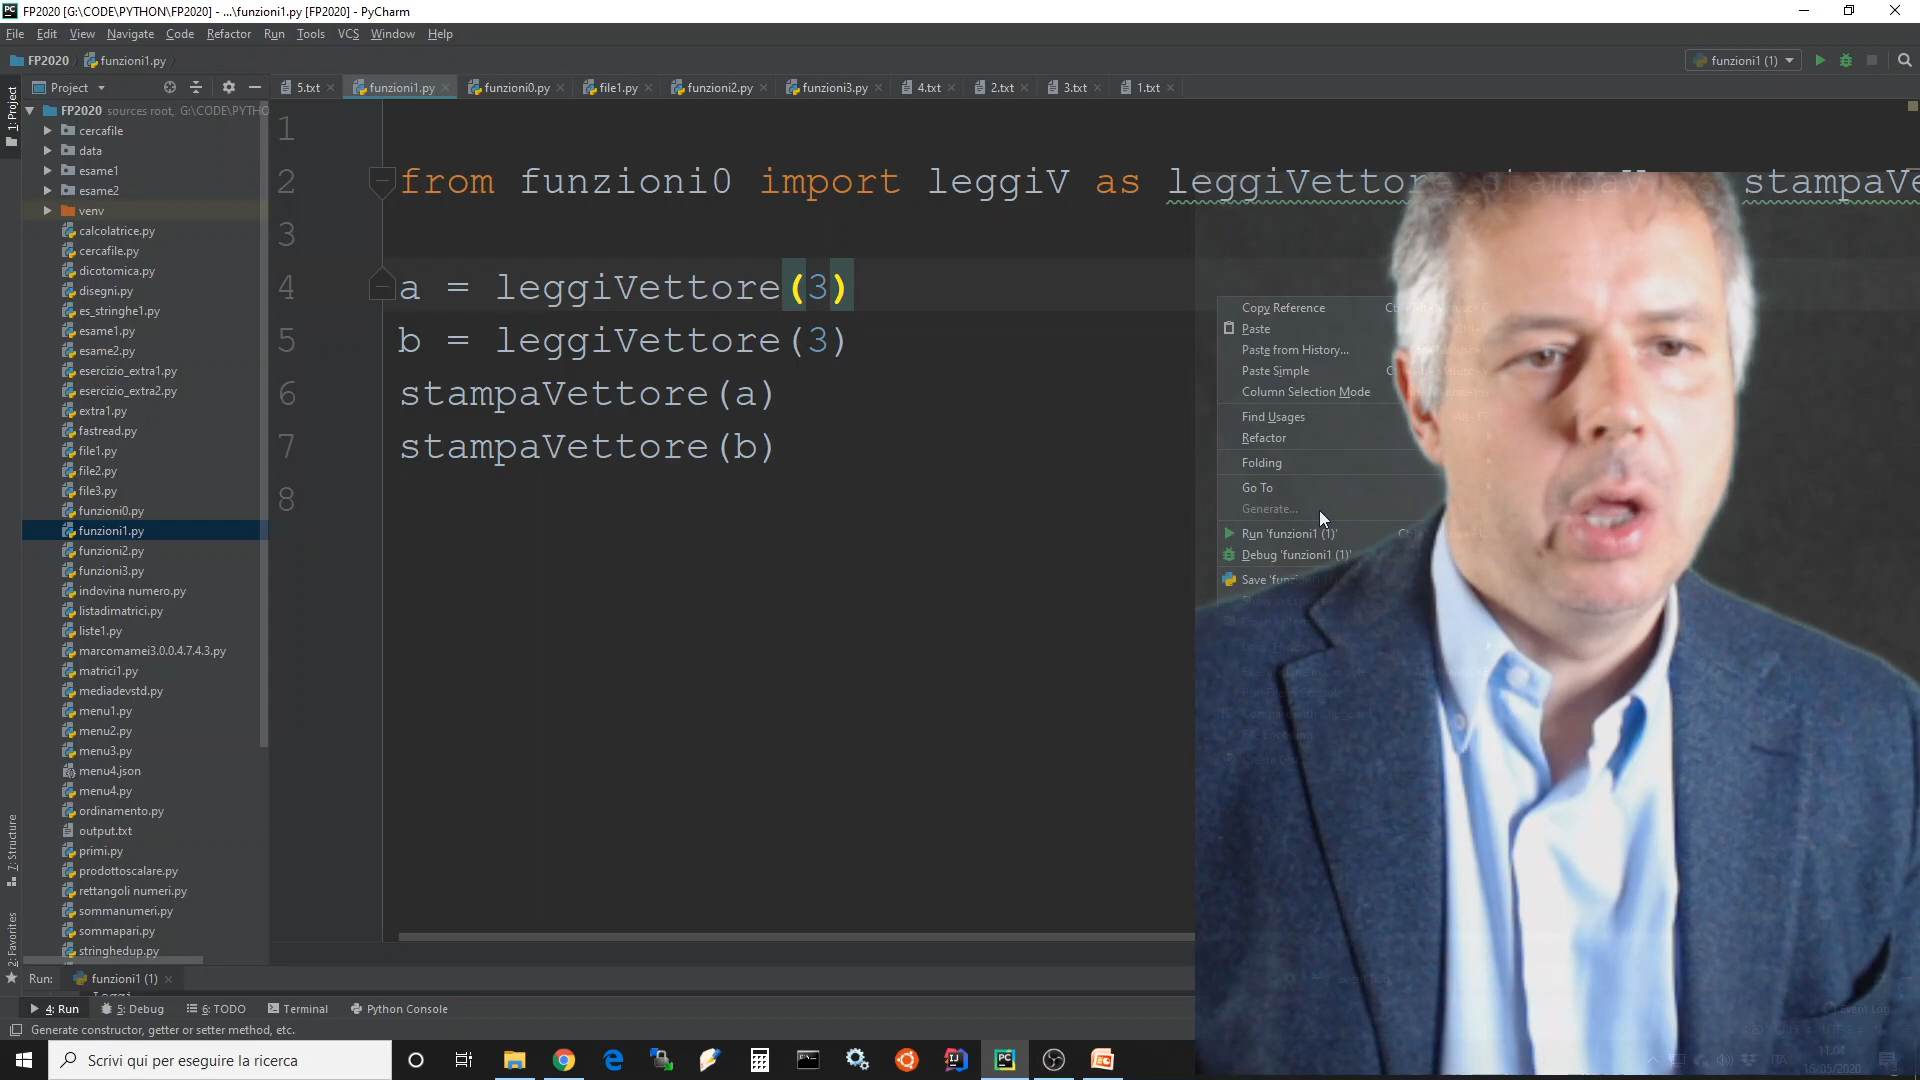 FP2020 [G:\CODE\PYTHON\FP2020] - ...\funzioni1.py [FP2020] - PyCharm
File Edit View Navigate Code Refactor Run Tools VCS Window Help
FP2020 funzioni1.py
funzioni1 (1)
Project
5.txt funzioni1.py funzioni0.py file1.py funzioni2.py funzioni3.py 4.txt 2.txt 3.txt 1.txt
1: Project
FP2020 sources root, G:\CODE\PYTHO
cercafile
data
esame1
esame2
venv
calcolatrice.py
cercafile.py
dicotomica.py
disegni.py
es_stringhe1.py
esame1.py
esame2.py
esercizio_extra1.py
esercizio_extra2.py
extra1.py
fastread.py
file1.py
file2.py
file3.py
funzioni0.py
funzioni1.py
funzioni2.py
funzioni3.py
indovina numero.py
listadimatrici.py
liste1.py
marcomamei3.0.0.4.7.4.3.py
matrici1.py
mediadevstd.py
menu1.py
menu2.py
menu3.py
menu4.json
menu4.py
ordinamento.py
output.txt
primi.py
prodottoscalare.py
rettangoli numeri.py
sommanumeri.py
sommapari.py
stringhedup.py
7: Structure
2: Favorites
1
2 from funzioni0 import leggiV as leggiVettore stampaVe
3
4 a = leggiVettore(3)
5 b = leggiVettore(3)
6 stampaVettore(a)
7 stampaVettore(b)
8
Copy Reference
Paste
Paste from History...
Paste Simple
Column Selection Mode
Find Usages
Refactor
Folding
Go To
Generate...
Run 'funzioni1 (1)'
Debug 'funzioni1 (1)'
Save
Run: funzioni1 (1)
4: Run 5: Debug 6: TODO Terminal Python Console
Event Log
Generate constructor, getter or setter method, etc.
Scrivi qui per eseguire la ricerca
ITA
11:04
16/05/2020